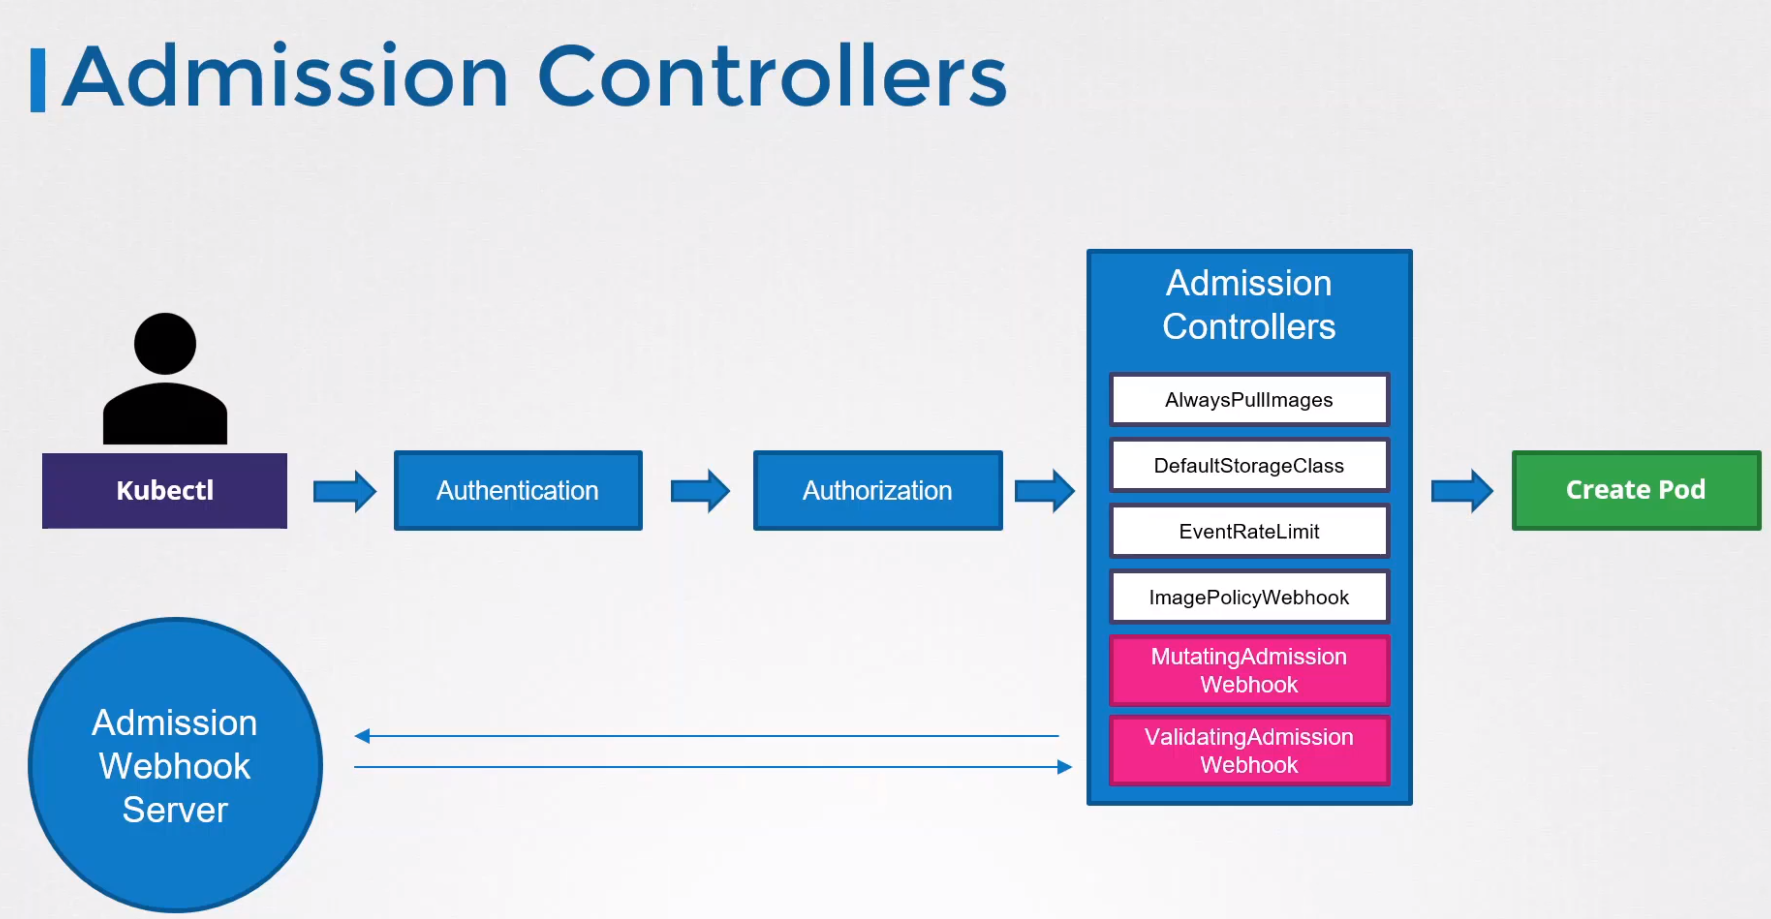 Admission Controllers
Kubectl
Authentication
Authorization
Admission
Controllers
AlwaysPullImages
DefaultStorageClass
EventRateLimit
ImagePolicyWebhook
MutatingAdmission
Webhook
ValidatingAdmission
Webhook
Create Pod
Admission
Webhook
Server